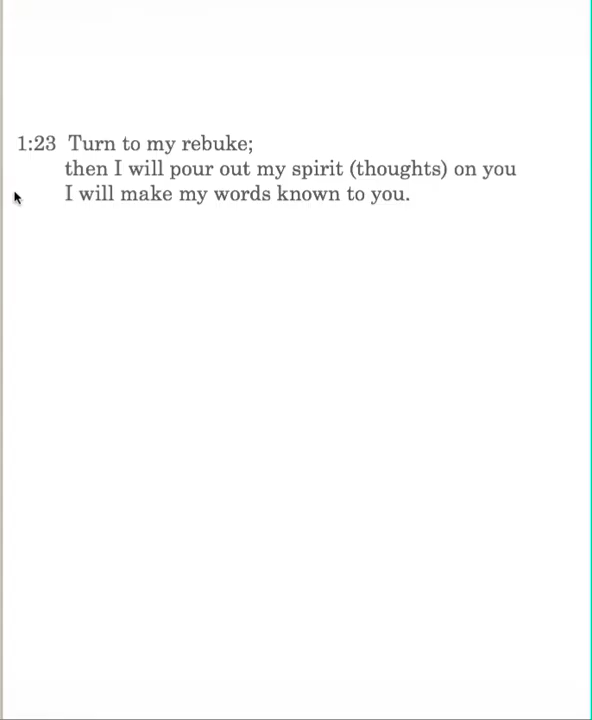 1:23 Turn to my rebuke;
then I will pour out my spirit (thoughts) on you
I will make my words known to you.